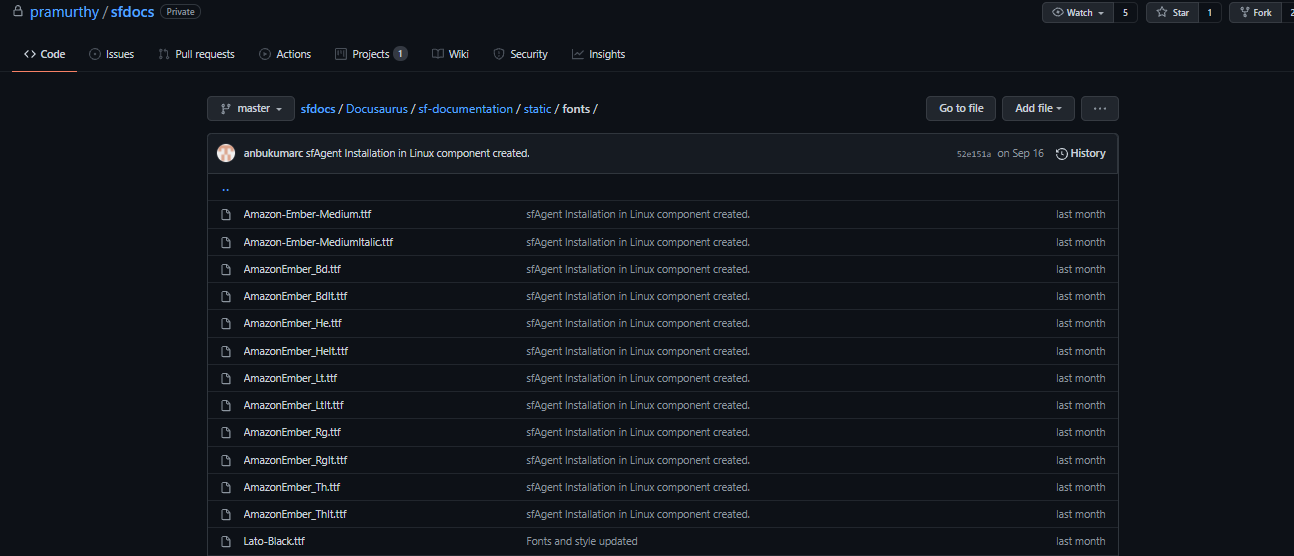 pramurthy / sfdocs Private Watch 5 Star 1 Fork 2
Code Issues Pull requests Actions Projects 1 Wiki Security Insights
master sfdocs / Docusaurus / sf-documentation / static / fonts / Go to file Add file ...
anbukumarc sfAgent Installation in Linux component created. 52e151a on Sep 16 History
..
Amazon-Ember-Medium.ttf sfAgent Installation in Linux component created. last month
Amazon-Ember-MediumItalic.ttf sfAgent Installation in Linux component created. last month
AmazonEmber_Bd.ttf sfAgent Installation in Linux component created. last month
AmazonEmber_BdIt.ttf sfAgent Installation in Linux component created. last month
AmazonEmber_He.ttf sfAgent Installation in Linux component created. last month
AmazonEmber_HeIt.ttf sfAgent Installation in Linux component created. last month
AmazonEmber_Lt.ttf sfAgent Installation in Linux component created. last month
AmazonEmber_LtIt.ttf sfAgent Installation in Linux component created. last month
AmazonEmber_Rg.ttf sfAgent Installation in Linux component created. last month
AmazonEmber_RgIt.ttf sfAgent Installation in Linux component created. last month
AmazonEmber_Th.ttf sfAgent Installation in Linux component created. last month
AmazonEmber_ThIt.ttf sfAgent Installation in Linux component created. last month
Lato-Black.ttf Fonts and style updated last month